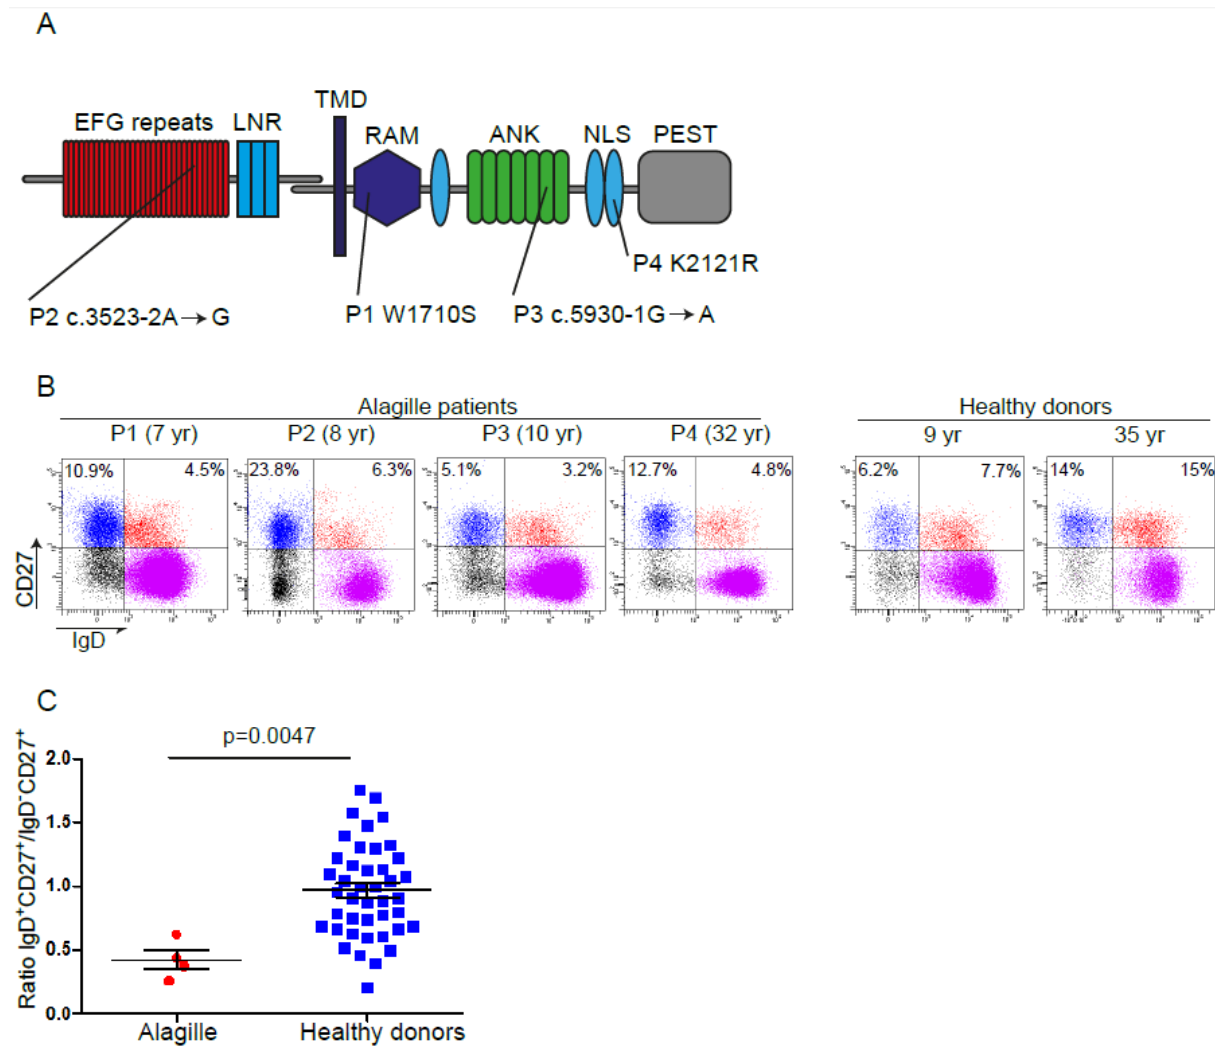 A
TMD
EFG repeats LNR RAM ANK NLS PEST
P4 K2121R
P2 c.3523-2A→G P1 W1710S P3 c.5930-1G→A
B
Alagille patients Healthy donors
P1 (7 yr) P2 (8 yr) P3 (10 yr) P4 (32 yr) 9 yr 35 yr
10.9% 4.5% 23.8% 6.3% 5.1% 3.2% 12.7% 4.8% 6.2% 7.7% 14% 15%
CD27
IgD
C
p=0.0047
Ratio IgD⁺CD27⁺/IgD⁻CD27⁺
2.0
1.5
1.0
0.5
0.0
Alagille Healthy donors